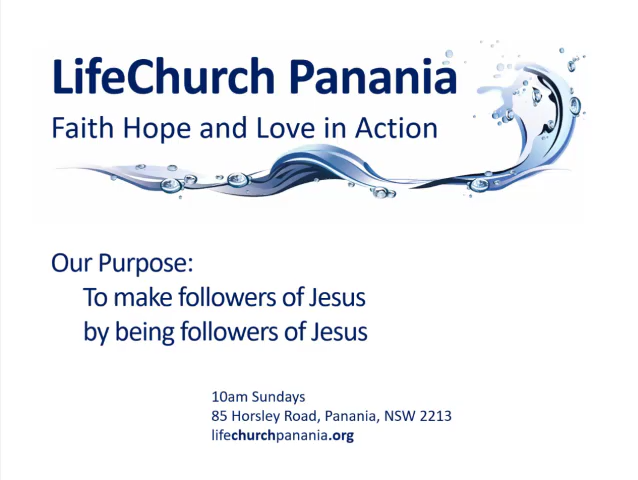 LifeChurch Panania
Faith Hope and Love in Action
Our Purpose:
To make followers of Jesus
by being followers of Jesus
10am Sundays
85 Horsley Road, Panania, NSW 2213
lifechurchpanania.org